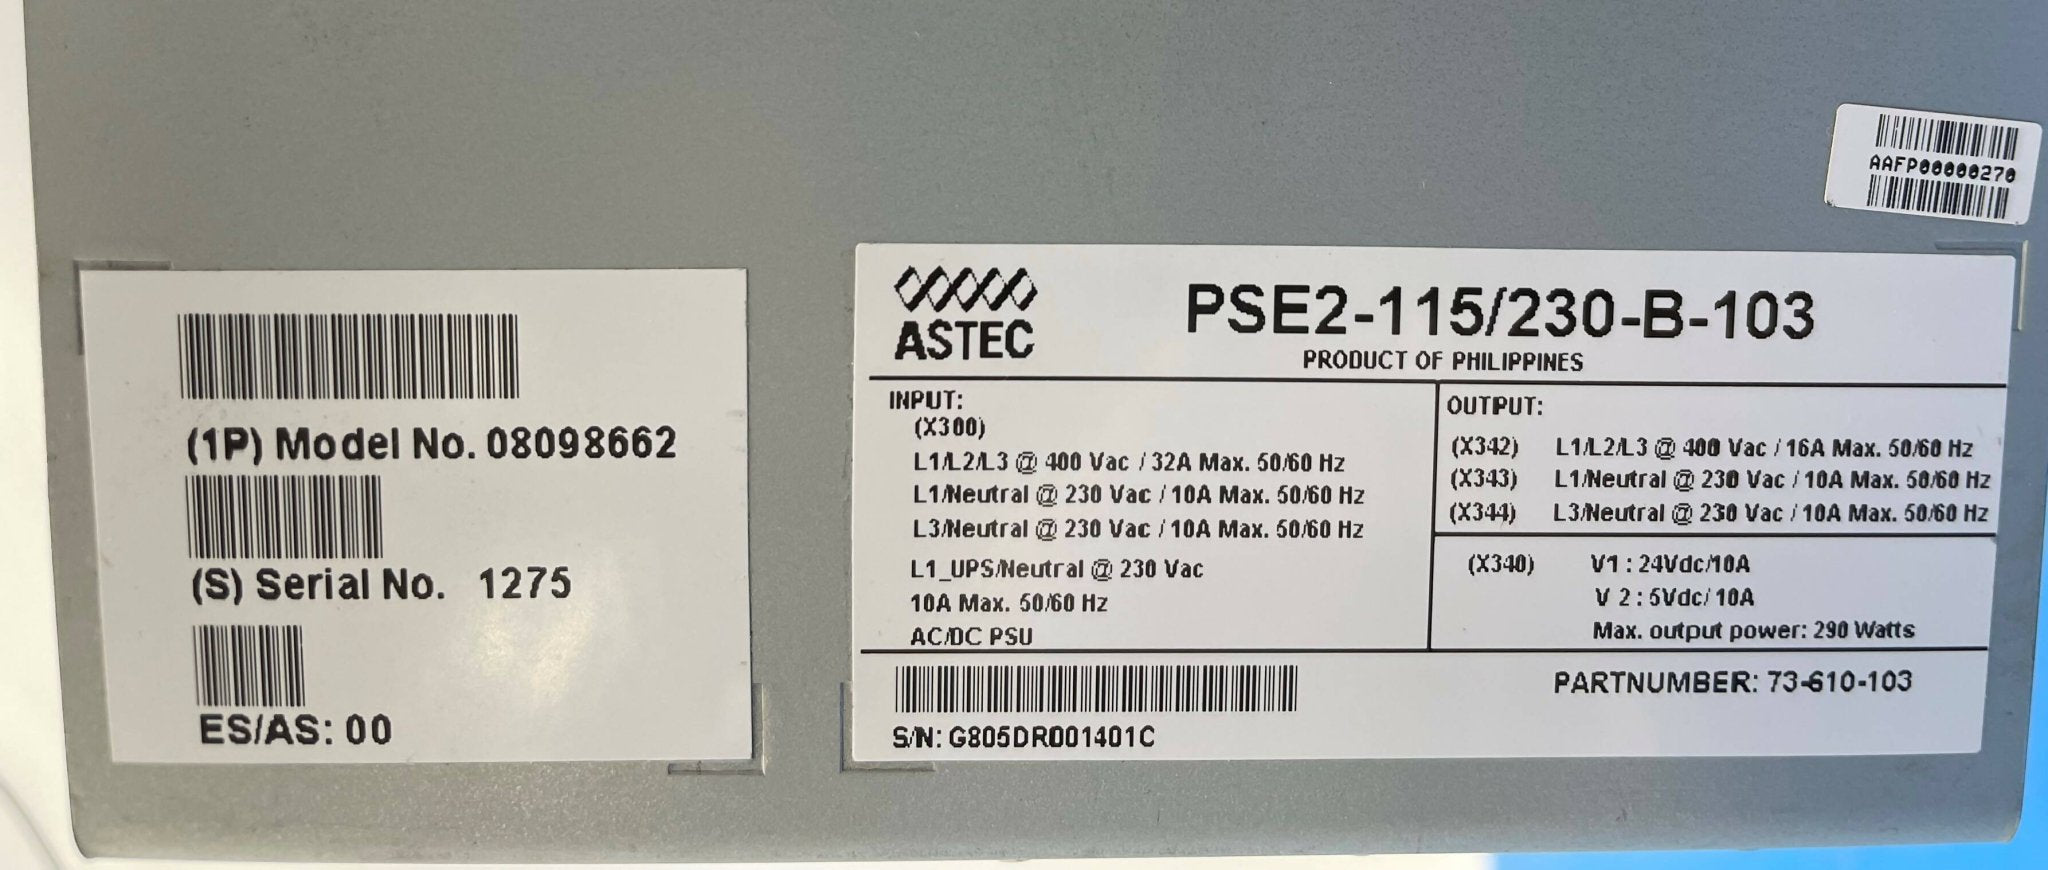 AAFP00000270
(1P) Model No. 08098662
(S) Serial No. 1275
ES/AS: 00
ASTEC
PSE2-115/230-B-103
PRODUCT OF PHILIPPINES
INPUT:
(X300)
L1/L2/L3 @ 400 Vac / 32A Max. 50/60 Hz
L1/Neutral @ 230 Vac / 10A Max. 50/60 Hz
L3/Neutral @ 230 Vac / 10A Max. 50/60 Hz
L1_UPS/Neutral @ 230 Vac
10A Max. 50/60 Hz
AC/DC PSU
OUTPUT:
(X342) L1/L2/L3 @ 400 Vac / 16A Max. 50/60 Hz
(X343) L1/Neutral @ 230 Vac / 10A Max. 50/60 Hz
(X344) L3/Neutral @ 230 Vac / 10A Max. 50/60 Hz
(X340) V1 : 24Vdc/10A
V 2 : 5Vdc/ 10A
Max. output power: 290 Watts
S/N: G805DR001401C
PARTNUMBER: 73-610-103